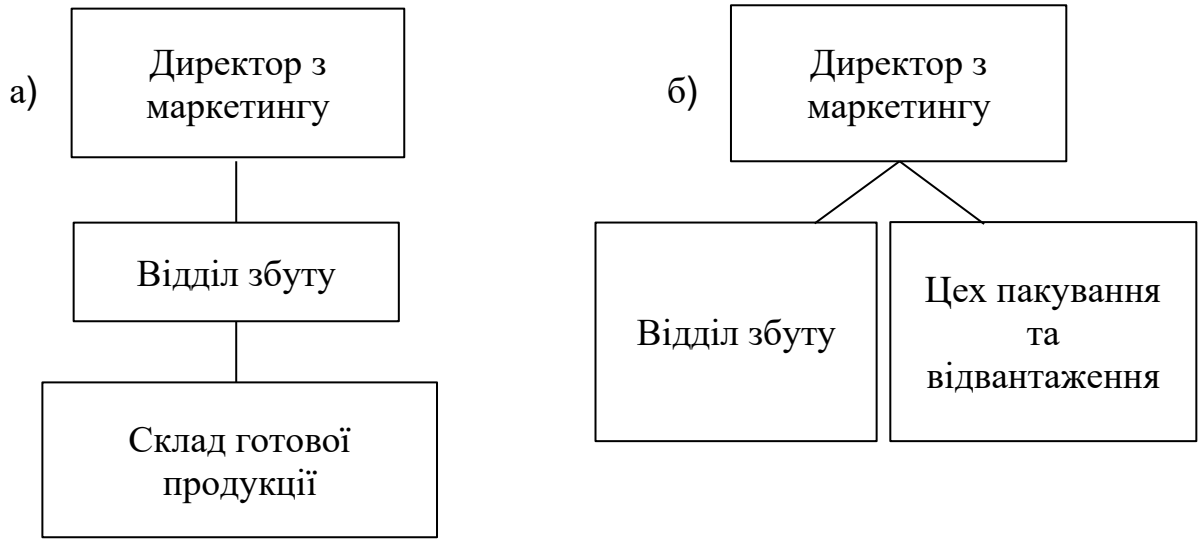 а)
Директор з
маркетингу
Відділ збуту
Склад готової
продукції
б)
Директор з
маркетингу
Відділ збуту
Цех пакування
та
відвантаження